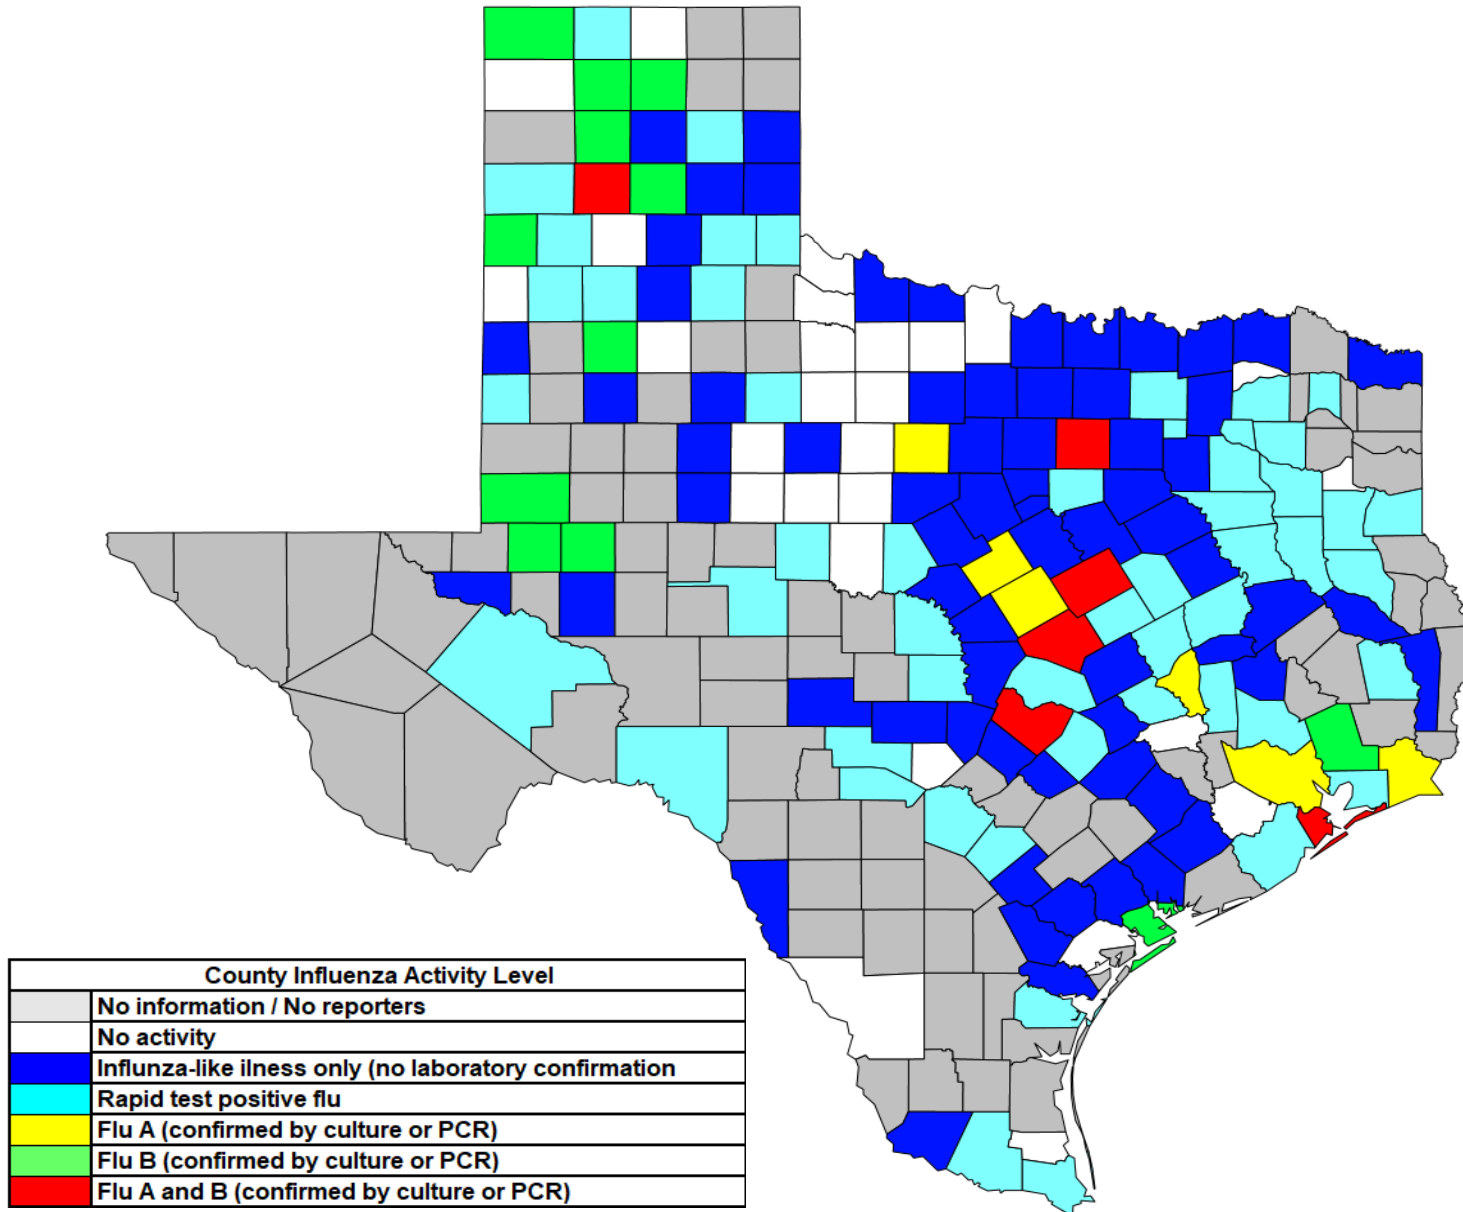 County Influenza Activity Level
No information / No reporters
No activity
Influnza-like ilness only (no laboratory confirmation
Rapid test positive flu
Flu A (confirmed by culture or PCR)
Flu B (confirmed by culture or PCR)
Flu A and B (confirmed by culture or PCR)